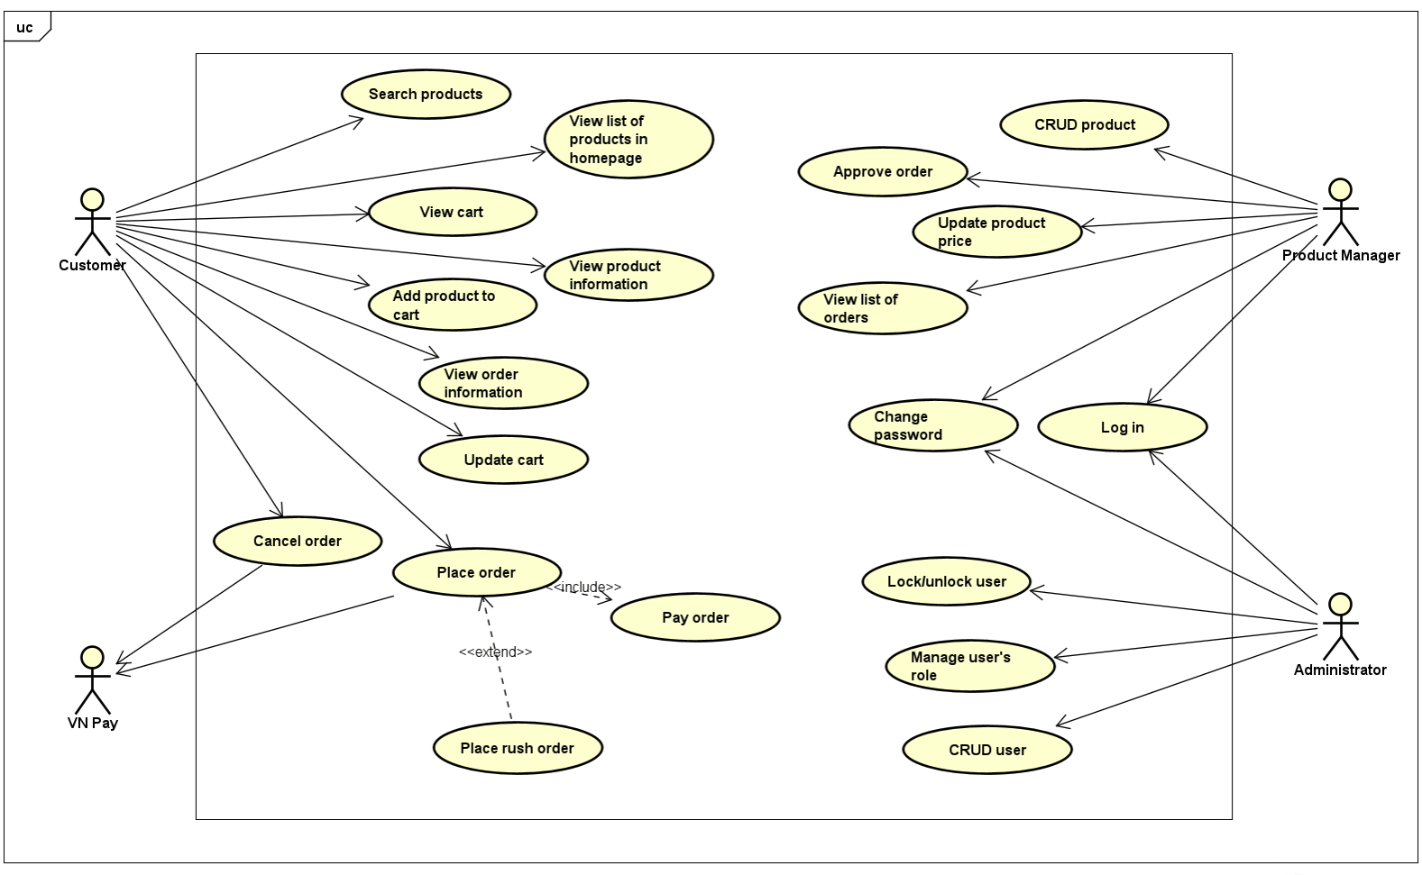 uc
Search products
View list of
products in
homepage
View cart
Customer
View product
information
Add product to
cart
View order
information
Update cart
Cancel order
Place order
<<include>>
Pay order
<<extend>>
VN Pay
Place rush order
CRUD product
Approve order
Update product
price
Product Manager
View list of
orders
Change
password
Log in
Lock/unlock user
Manage user's
role
Administrator
CRUD user